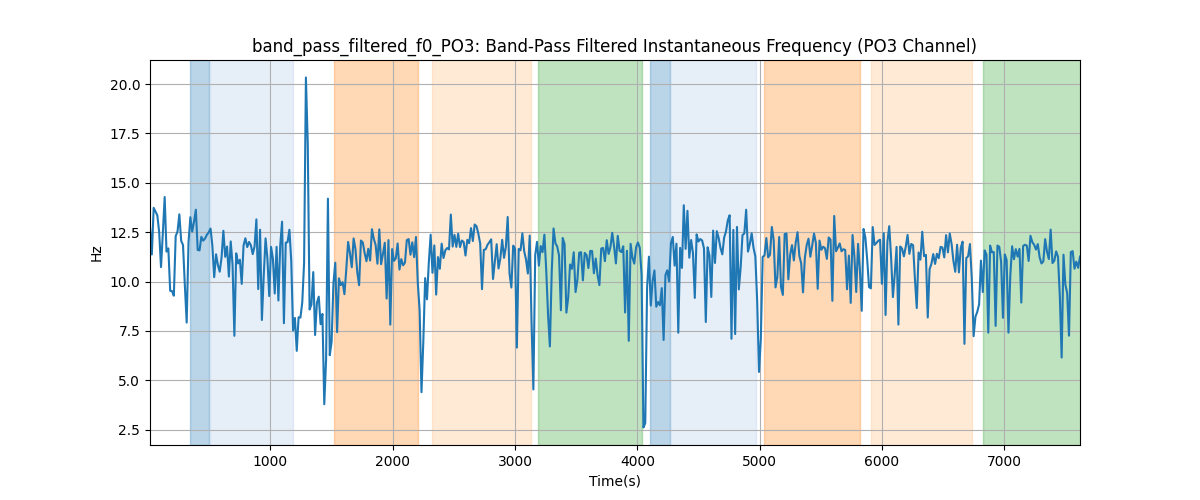 band_pass_filtered_f0_PO3: Band-Pass Filtered Instantaneous Frequency (PO3 Channel)
20.0
17.5
15.0
12.5
10.0
7.5
5.0
2.5
Hz
1000 2000 3000 4000 5000 6000 7000
Time(s)